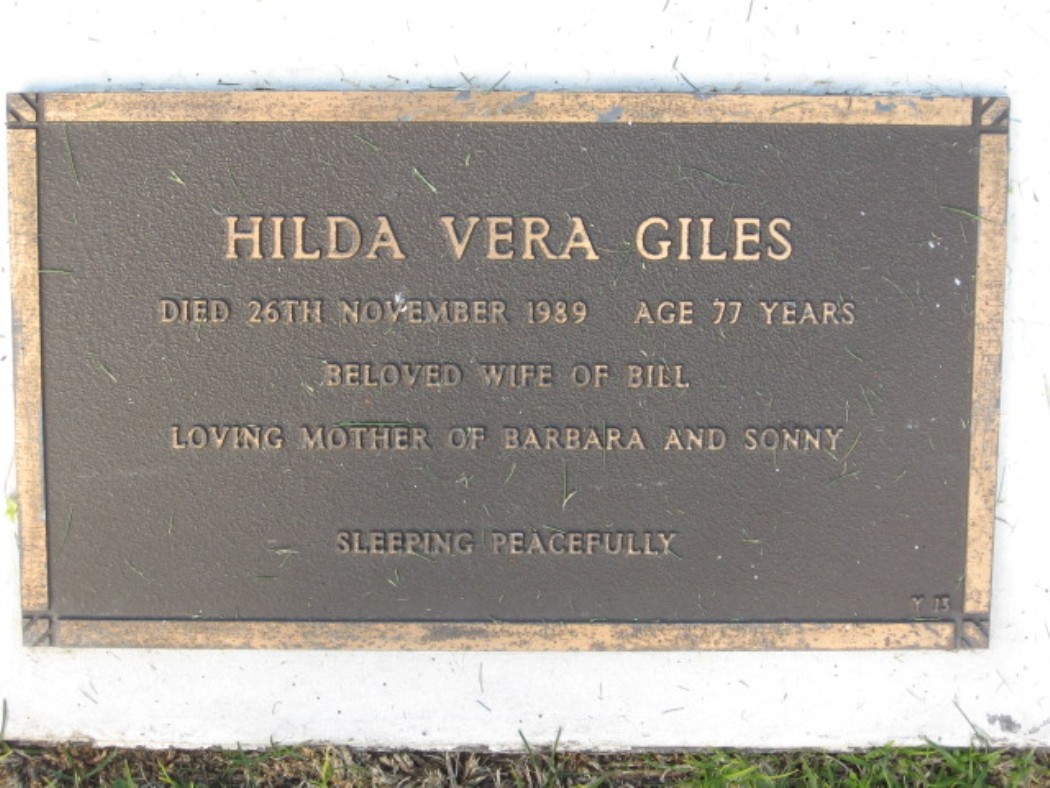 HILDA VERA GILES
DIED 26TH NOVEMBER 1989 AGE 77 YEARS
BELOVED WIFE OF BILL
LOVING MOTHER OF BARBARA AND SONNY
SLEEPING PEACEFULLY
Y 13